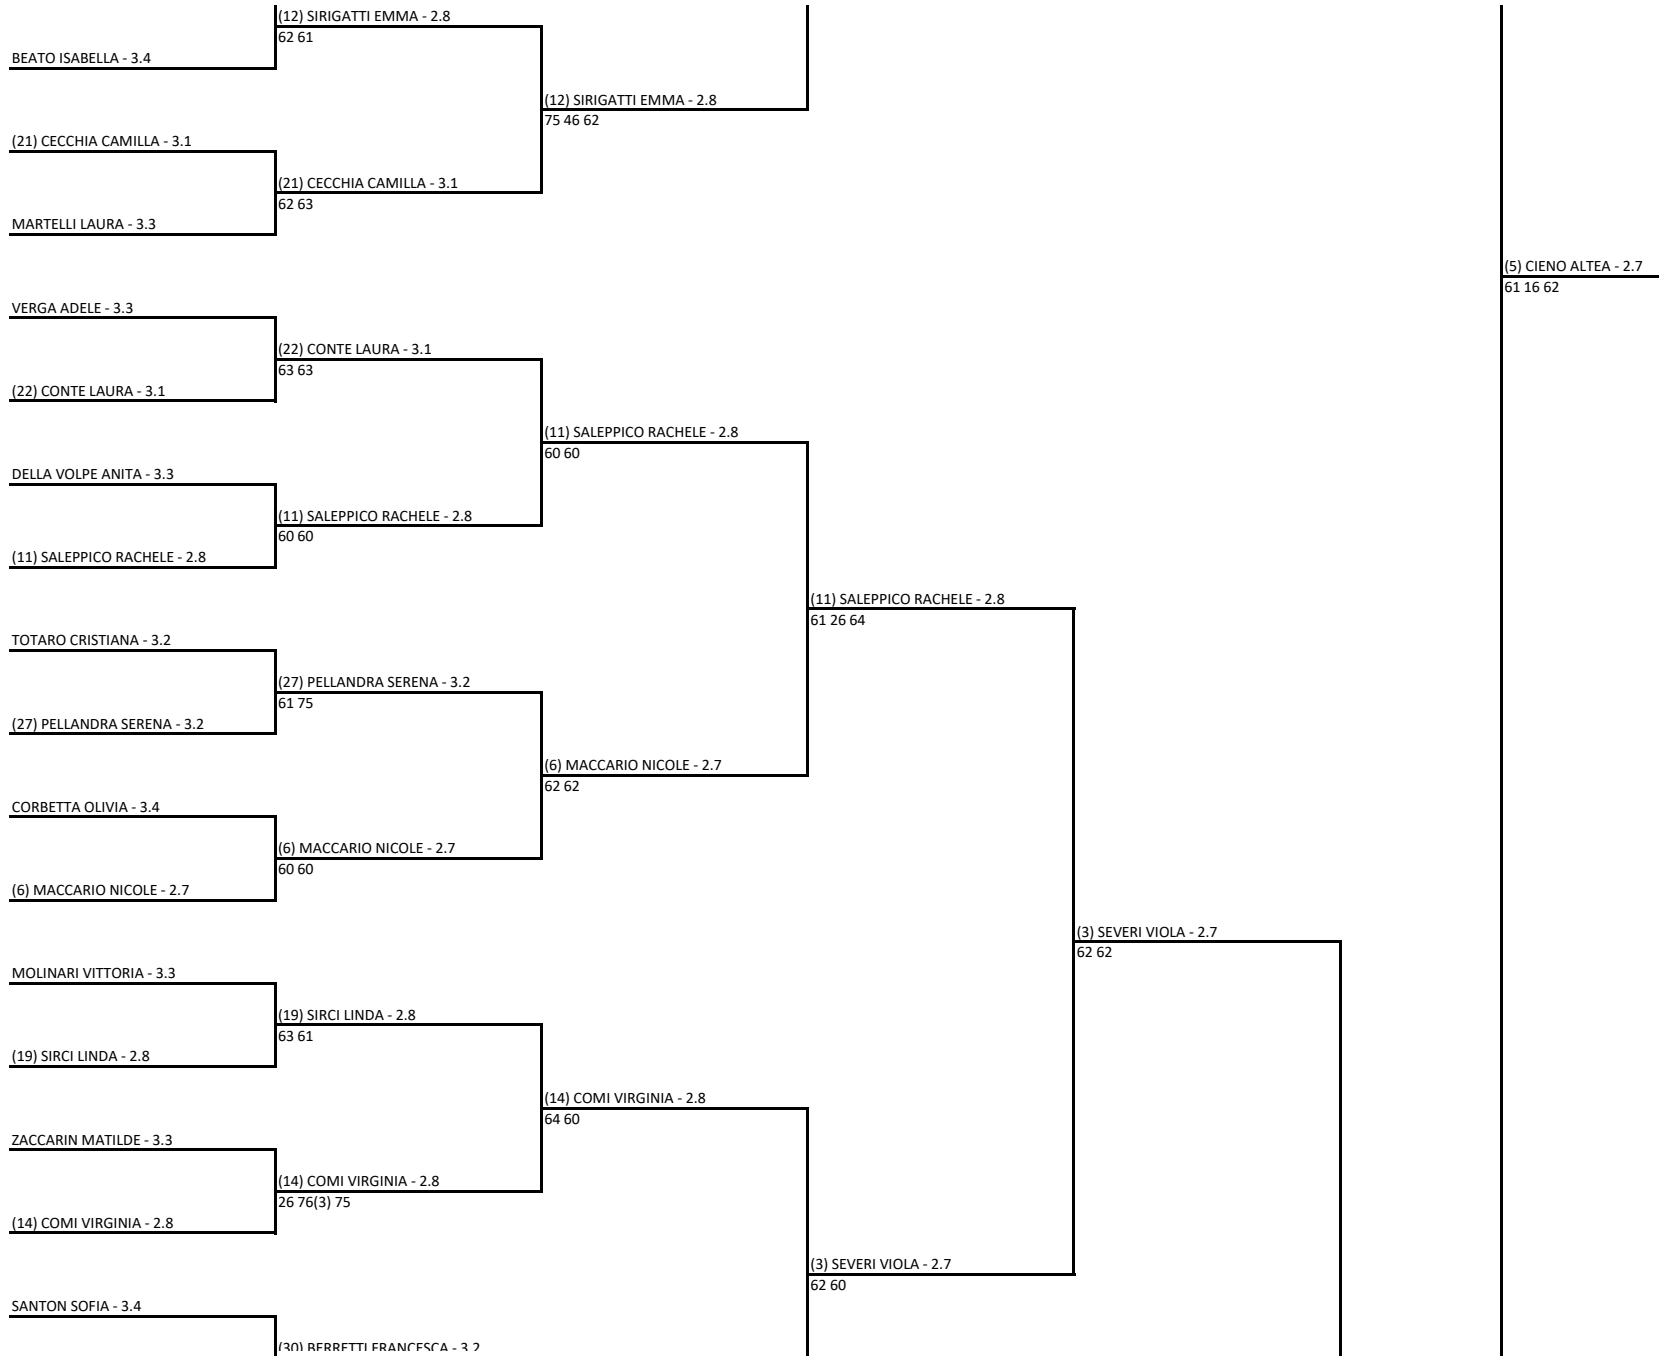 (12) SIRIGATTI EMMA - 2.8
62 61
BEATO ISABELLA - 3.4
(12) SIRIGATTI EMMA - 2.8
75 46 62
(21) CECCHIA CAMILLA - 3.1
(21) CECCHIA CAMILLA - 3.1
62 63
MARTELLI LAURA - 3.3
(5) CIENO ALTEA - 2.7
61 16 62
VERGA ADELE - 3.3
(22) CONTE LAURA - 3.1
63 63
(22) CONTE LAURA - 3.1
(11) SALEPPICO RACHELE - 2.8
60 60
DELLA VOLPE ANITA - 3.3
(11) SALEPPICO RACHELE - 2.8
60 60
(11) SALEPPICO RACHELE - 2.8
(11) SALEPPICO RACHELE - 2.8
61 26 64
TOTARO CRISTIANA - 3.2
(27) PELLANDRA SERENA - 3.2
61 75
(27) PELLANDRA SERENA - 3.2
(6) MACCARIO NICOLE - 2.7
62 62
CORBETTA OLIVIA - 3.4
(6) MACCARIO NICOLE - 2.7
60 60
(6) MACCARIO NICOLE - 2.7
(3) SEVERI VIOLA - 2.7
62 62
MOLINARI VITTORIA - 3.3
(19) SIRCI LINDA - 2.8
63 61
(19) SIRCI LINDA - 2.8
(14) COMI VIRGINIA - 2.8
64 60
ZACCARIN MATILDE - 3.3
(14) COMI VIRGINIA - 2.8
26 76(3) 75
(14) COMI VIRGINIA - 2.8
(3) SEVERI VIOLA - 2.7
62 60
SANTON SOFIA - 3.4
(30) BERRETTI FRANCESCA - 3.2